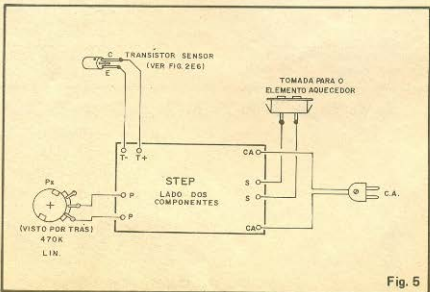 C TRANSÍSTOR SENSOR
(VER FIG. 2E6)
E
TOMADA PARA O
ELEMENTO AQUECEDOR
T- T+
CA
STEP
LADO DOS
COMPONENTES
S
S
CA
C.A.
Px
P
P
(VISTO POR TRÁS)
470K
LIN.
Fig. 5